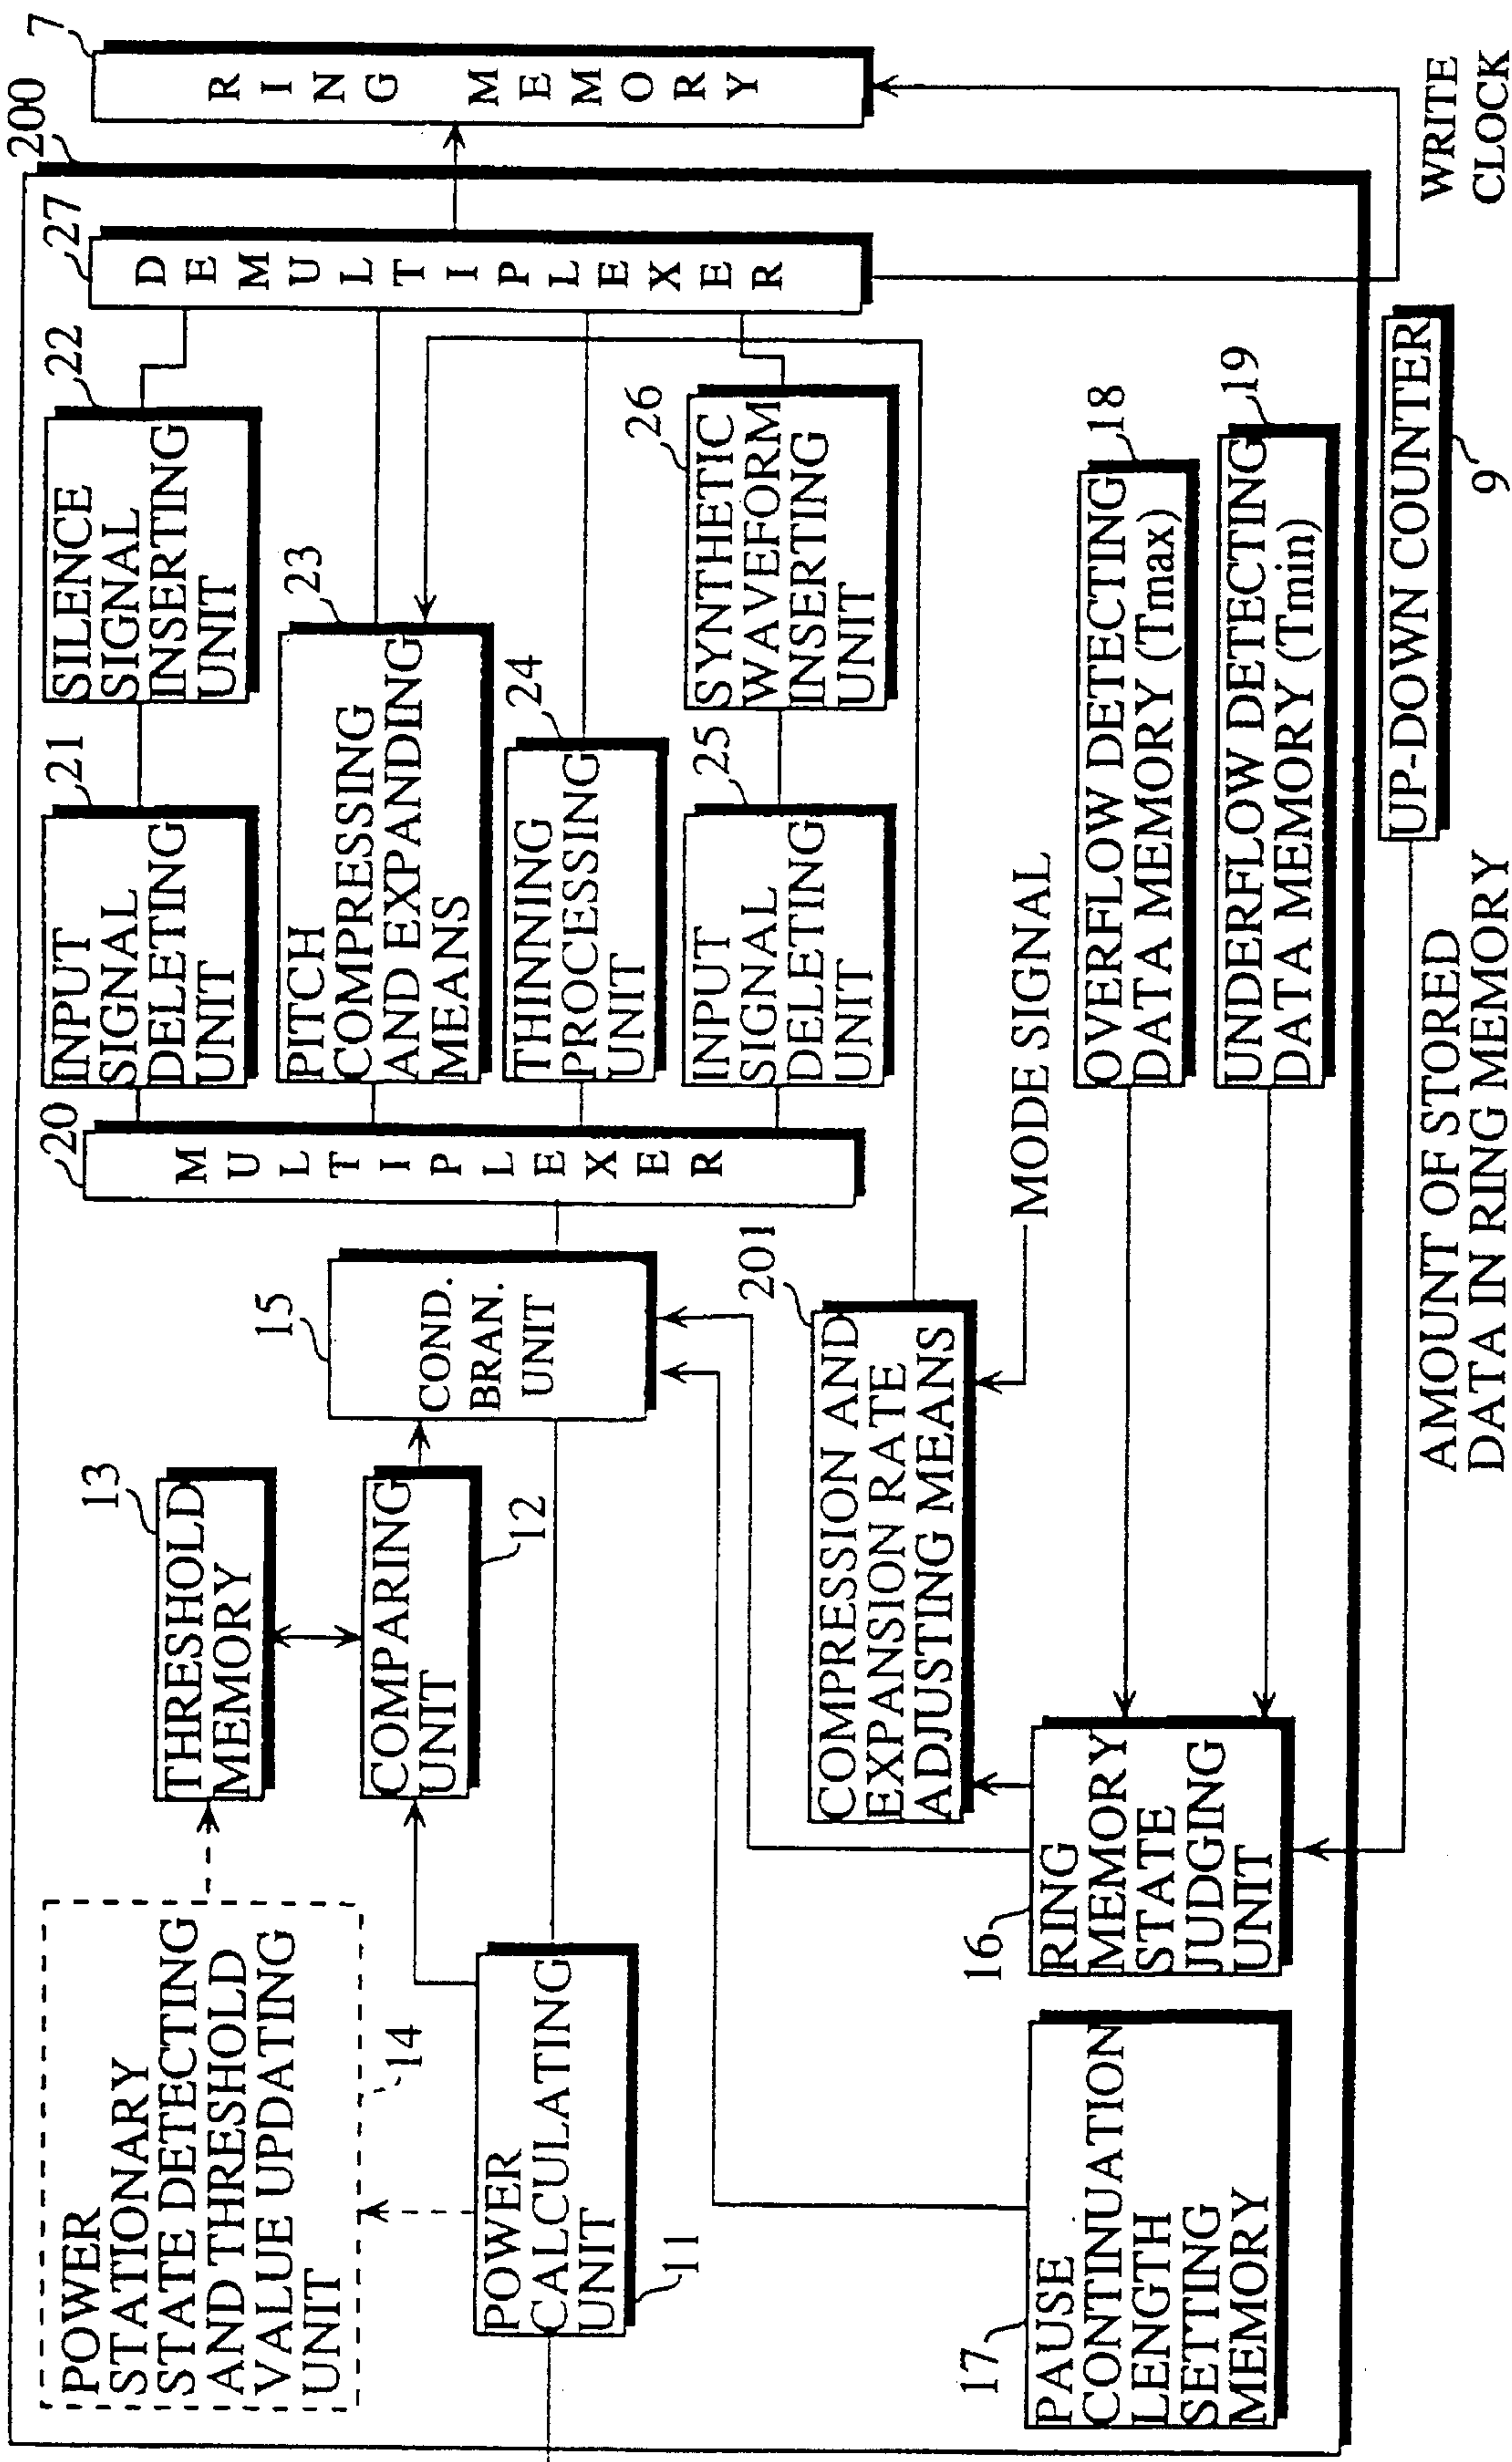 POWER
STATIONARY
STATE DETECTING
AND THRESHOLD
VALUE UPDATING
UNIT
14
13
THRESHOLD
MEMORY
POWER
CALCULATING
UNIT
11
COMPARING
UNIT
12
15
COND.
BRAN.
UNIT
20
MULTIPLEXER
21
INPUT
SIGNAL
DELETING
UNIT
22
SILENCE
SIGNAL
INSERTING
UNIT
23
PITCH
COMPRESSING
AND EXPANDING
MEANS
24
THINNING
PROCESSING
UNIT
25
INPUT
SIGNAL
DELETING
UNIT
26
SYNTHETIC
WAVEFORM
INSERTING
UNIT
27
DEMULTIPLEXER
200
7
RING MEMORY
201
COMPRESSION AND
EXPANSION RATE
ADJUSTING MEANS
MODE SIGNAL
17
PAUSE
CONTINUATION
LENGTH
SETTING
MEMORY
16
RING
MEMORY
STATE
JUDGING
UNIT
18
OVERFLOW DETECTING
DATA MEMORY (Tmax)
19
UNDERFLOW DETECTING
DATA MEMORY (Tmin)
UP-DOWN COUNTER
9
AMOUNT OF STORED
DATA IN RING MEMORY
WRITE
CLOCK